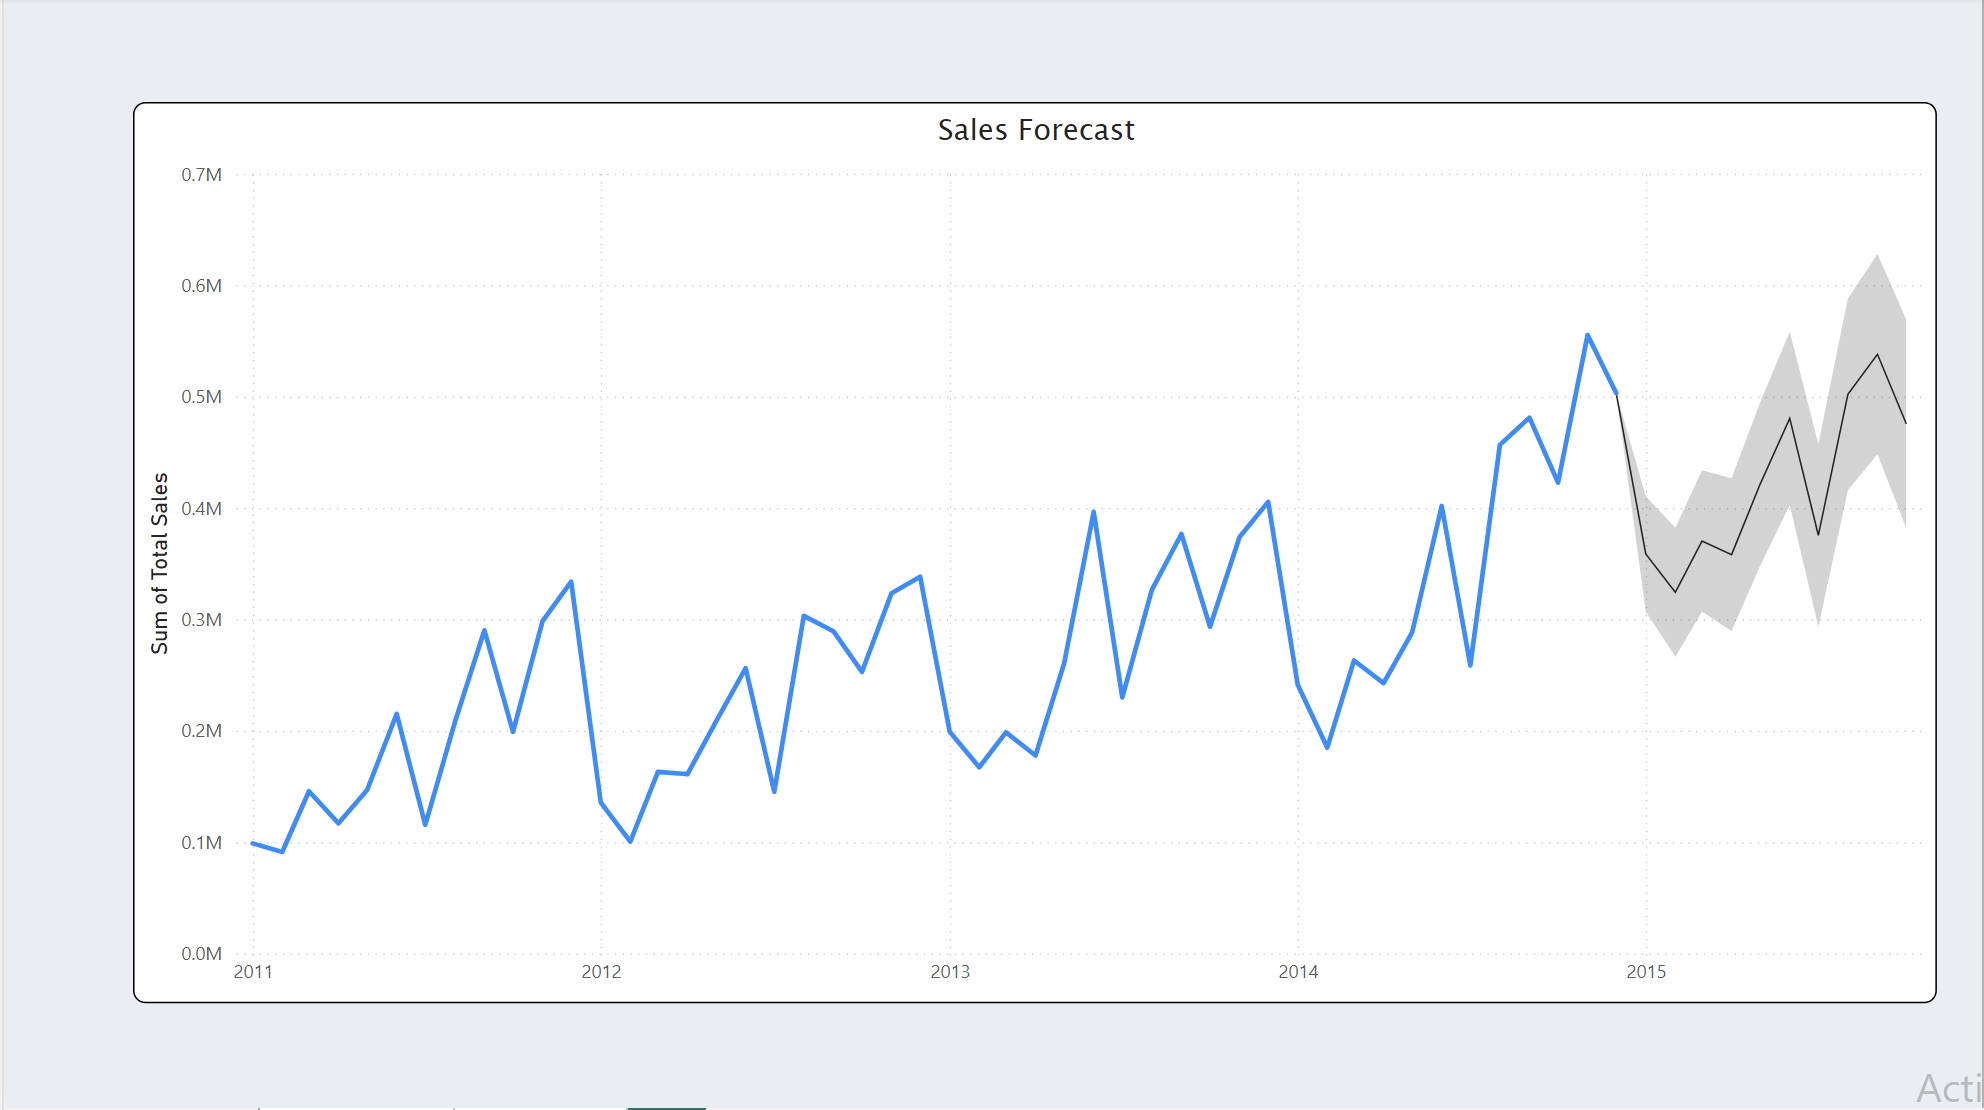 Sales Forecast
0.7M
0.6M
0.5M
0.4M
0.3M
0.2M
0.1M
0.0M
Sum of Total Sales
2011 2012 2013 2014 2015
Acti